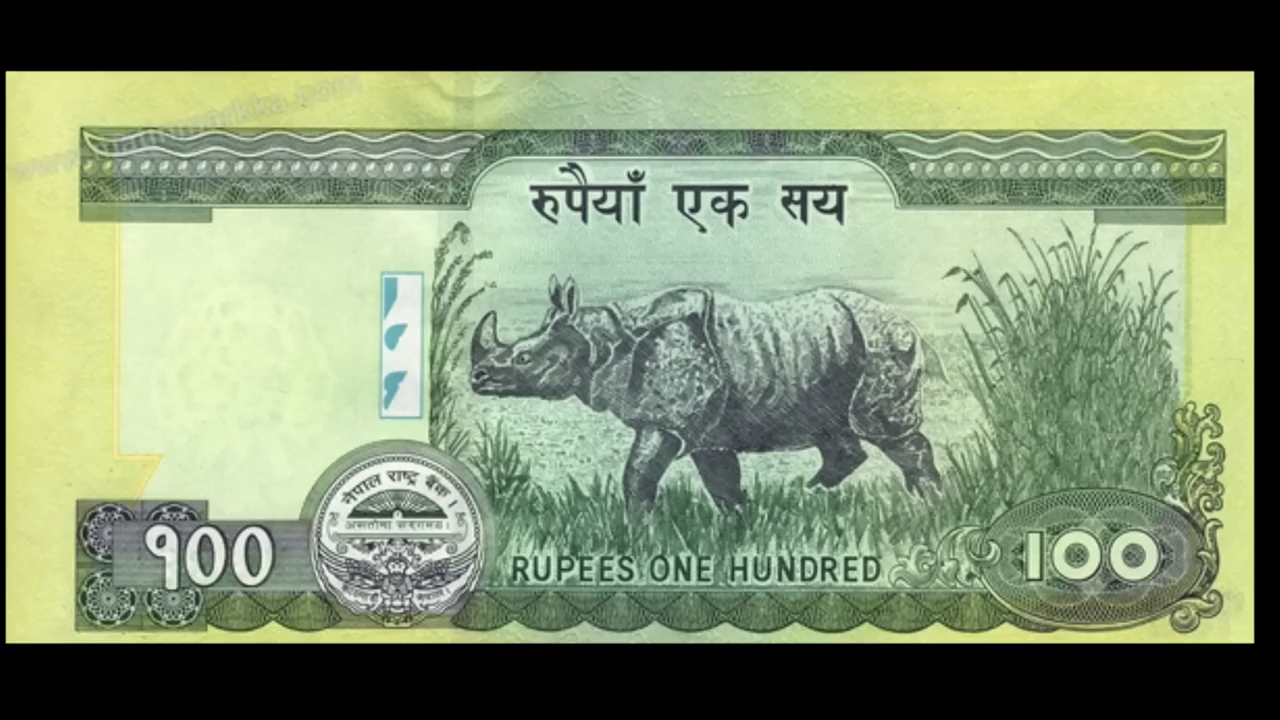 रुपैयाँ एक सय
नेपाल राष्ट्र बैंक।
१००
RUPEES ONE HUNDRED
100